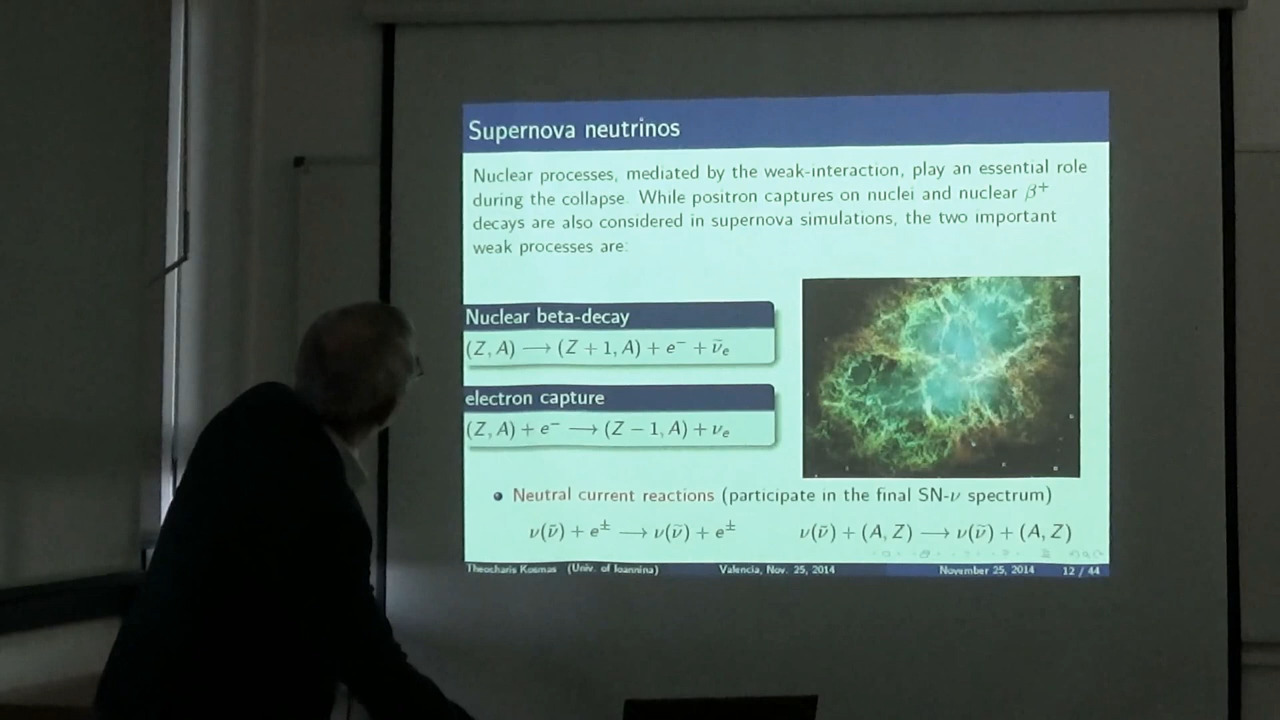 Supernova neutrinos
Nuclear processes, mediated by the weak-interaction, play an essential role
during the collapse. While positron captures on nuclei and nuclear β⁺
decays are also considered in supernova simulations, the two important
weak processes are:
Nuclear beta-decay
(Z, A) ⟶ (Z + 1, A) + e⁻ + ν̄ₑ
electron capture
(Z, A) + e⁻ ⟶ (Z − 1, A) + νₑ
• Neutral current reactions (participate in the final SN-ν spectrum)
ν(ν̃) + e± ⟶ ν(ν̃) + e± ν(ν̃) + (A, Z) ⟶ ν(ν̃) + (A, Z)
Theocharis Kosmas (Univ. of Ioannina) Valencia, Nov. 25, 2014 November 25, 2014 12 / 44